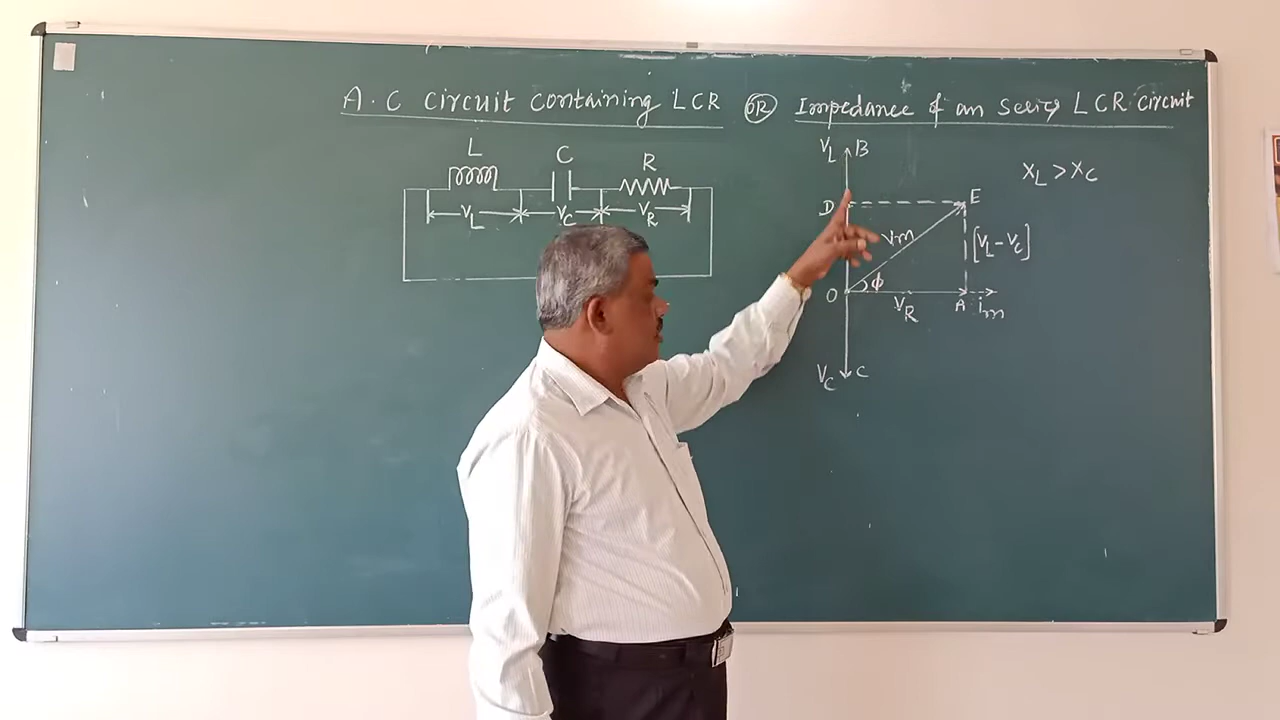 A.C Circuit containing LCR OR Impedance of an Series LCR Circuit
L
C
R
VL
VC
VR
VL B
XL > XC
D
E
Vm
[VL - VC]
O
ϕ
VR
A im
VC C